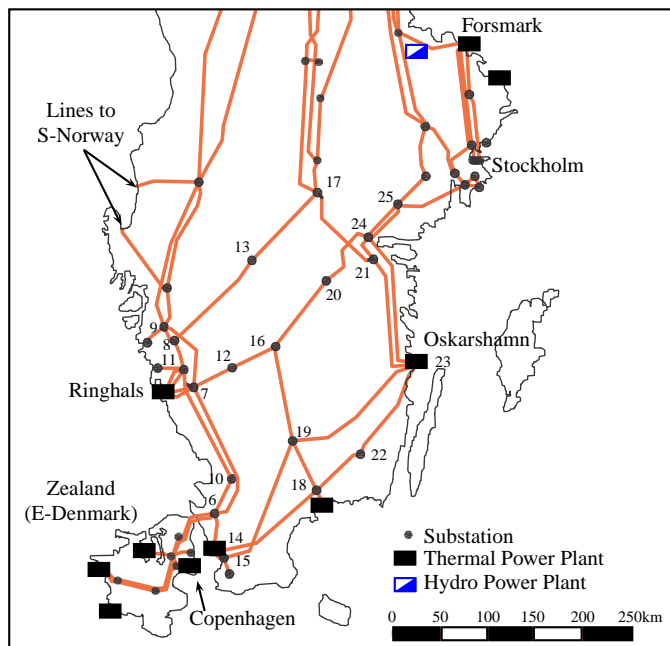 Forsmark
Lines to
S-Norway
Stockholm
17
25
24
13
21
20
9
8
16
Oskarshamn
11
12
23
Ringhals
7
19
22
10
18
Zealand
(E-Denmark)
6
14
15
Substation
Thermal Power Plant
Hydro Power Plant
Copenhagen
0 50 100 150 200 250km